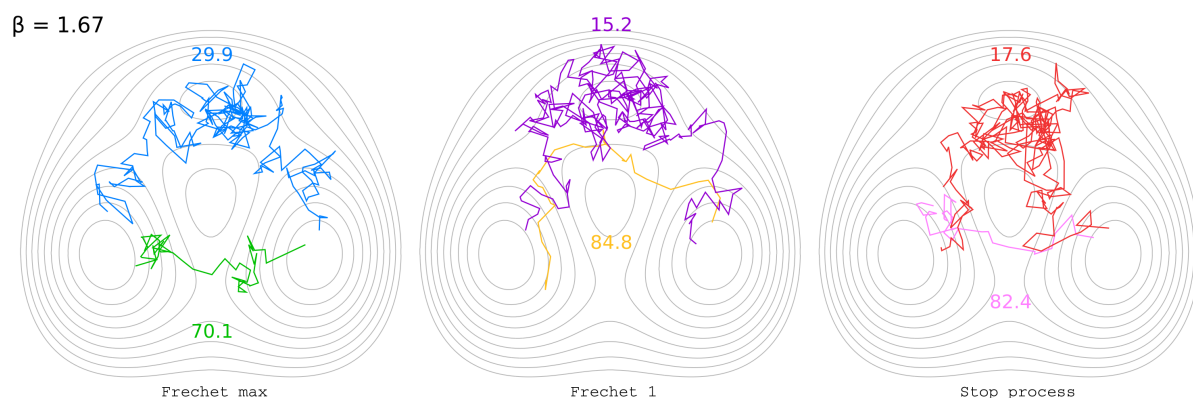 β = 1.67
29.9
15.2
17.6
84.8
82.4
70.1
Frechet max
Frechet 1
Stop process